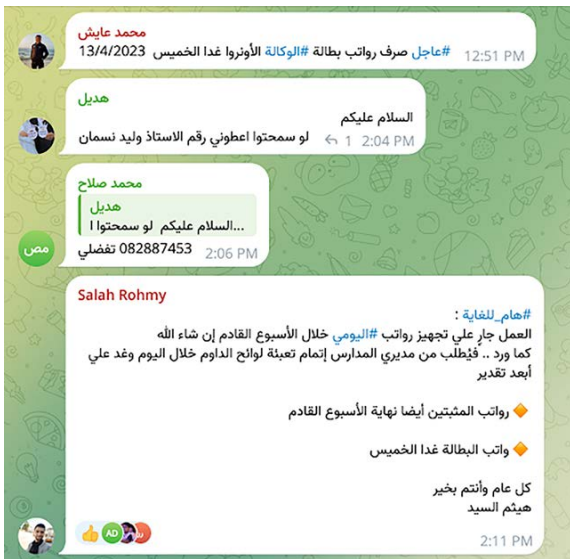 محمد عايش
#عاجل صرف رواتب بطالة #الوكالة الأونروا غدا الخميس 13/4/2023
12:51 PM
هديل
السلام عليكم
لو سمحتوا اعطوني رقم الاستاذ وليد نسمان
1 2:04 PM
محمد صلاح
هديل
السلام عليكم لو سمحتوا ا...
082887453 تفضلي
2:06 PM
مص
Salah Rohmy
#هام_للغاية :
العمل جارٍ علي تجهيز رواتب #اليومي خلال الأسبوع القادم إن شاء الله
كما ورد .. فيُطلب من مديري المدارس إتمام تعبئة لوائح الداوم خلال اليوم وغد علي
أبعد تقدير
🔶 رواتب المثبتين أيضا نهاية الأسبوع القادم
🔶 واتب البطالة غدا الخميس
كل عام وأنتم بخير
هيثم السيد
AD
2:11 PM